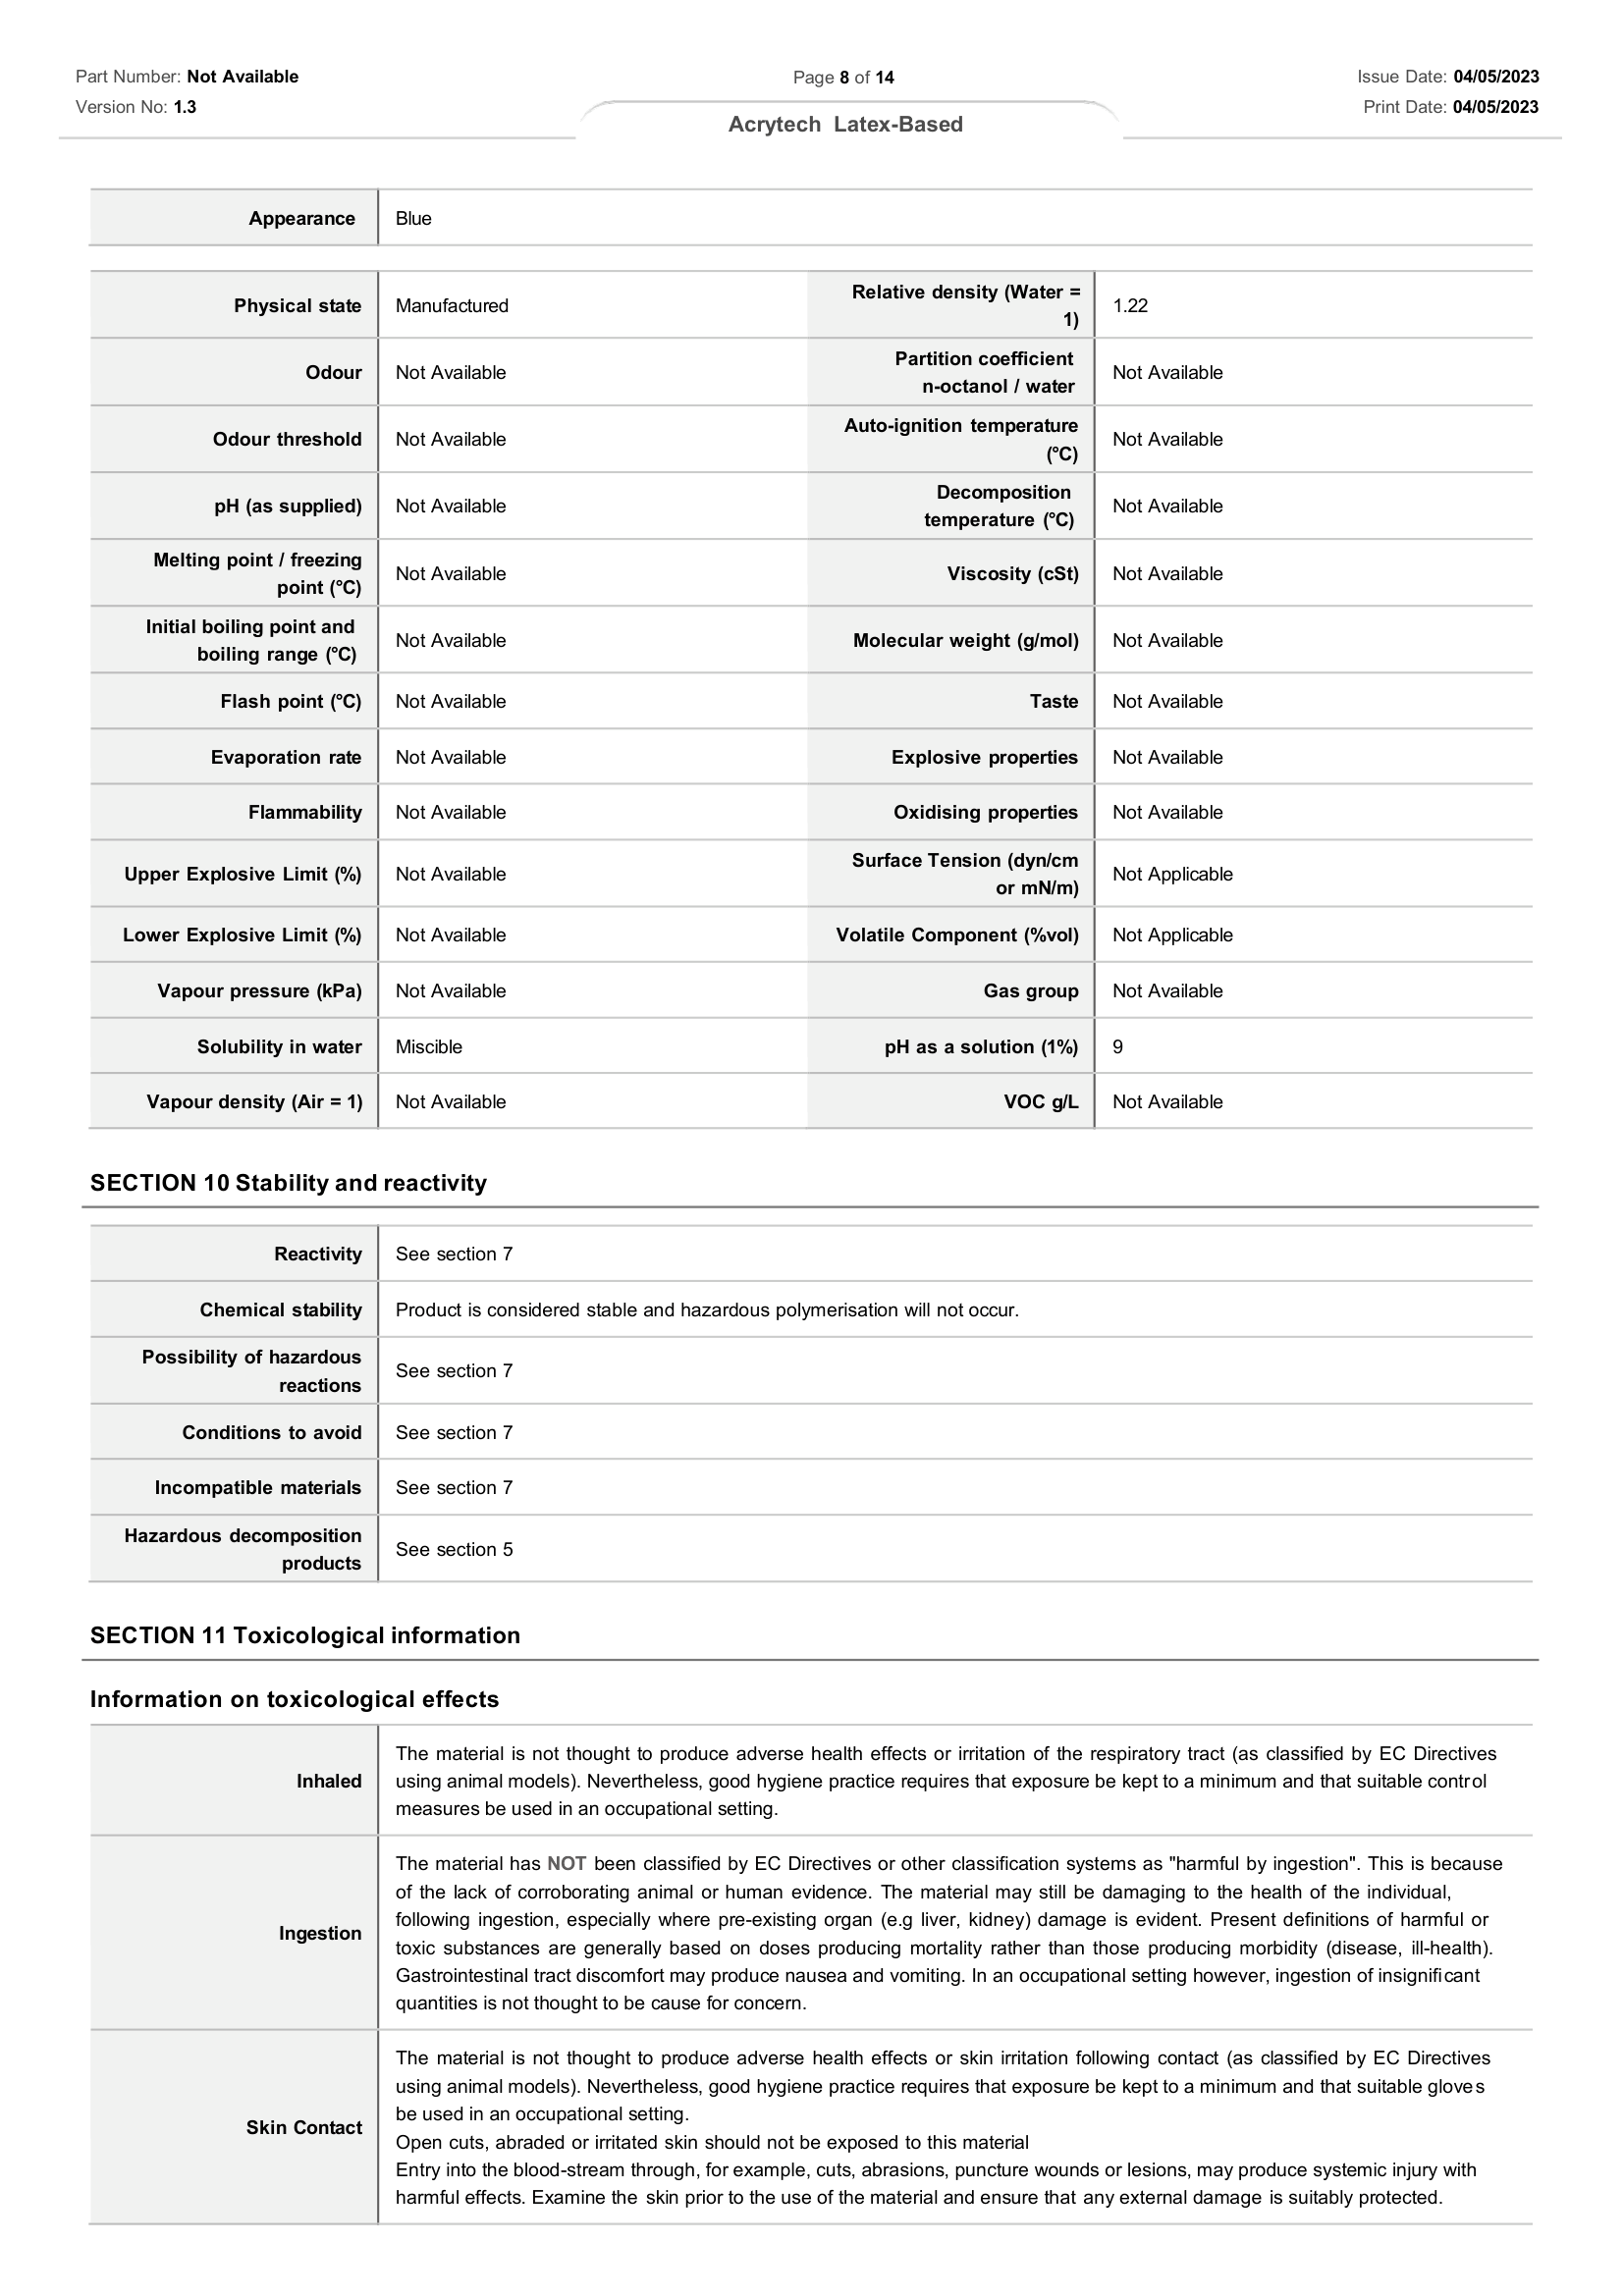 Part Number: Not Available
Page 8 of 14
Issue Date: 04/05/2023
Version No: 1.3
Print Date: 04/05/2023
Acrytech Latex-Based
Appearance Blue
Physical state Manufactured
Relative density (Water =
1) 1.22
Odour Not Available
Partition coefficient
n-octanol / water Not Available
Odour threshold Not Available
Auto-ignition temperature
(°C) Not Available
pH (as supplied) Not Available
Decomposition
temperature (°C) Not Available
Melting point / freezing
point (°C) Not Available
Viscosity (cSt) Not Available
Initial boiling point and
boiling range (°C) Not Available
Molecular weight (g/mol) Not Available
Flash point (°C) Not Available
Taste Not Available
Evaporation rate Not Available
Explosive properties Not Available
Flammability Not Available
Oxidising properties Not Available
Upper Explosive Limit (%) Not Available
Surface Tension (dyn/cm
or mN/m) Not Applicable
Lower Explosive Limit (%) Not Available
Volatile Component (%vol) Not Applicable
Vapour pressure (kPa) Not Available
Gas group Not Available
Solubility in water Miscible
pH as a solution (1%) 9
Vapour density (Air = 1) Not Available
VOC g/L Not Available
SECTION 10 Stability and reactivity
Reactivity See section 7
Chemical stability Product is considered stable and hazardous polymerisation will not occur.
Possibility of hazardous
reactions See section 7
Conditions to avoid See section 7
Incompatible materials See section 7
Hazardous decomposition
products See section 5
SECTION 11 Toxicological information
Information on toxicological effects
Inhaled
The material is not thought to produce adverse health effects or irritation of the respiratory tract (as classified by EC Directives
using animal models). Nevertheless, good hygiene practice requires that exposure be kept to a minimum and that suitable control
measures be used in an occupational setting.
Ingestion
The material has NOT been classified by EC Directives or other classification systems as "harmful by ingestion". This is because
of the lack of corroborating animal or human evidence. The material may still be damaging to the health of the individual,
following ingestion, especially where pre-existing organ (e.g liver, kidney) damage is evident. Present definitions of harmful or
toxic substances are generally based on doses producing mortality rather than those producing morbidity (disease, ill-health).
Gastrointestinal tract discomfort may produce nausea and vomiting. In an occupational setting however, ingestion of insignificant
quantities is not thought to be cause for concern.
Skin Contact
The material is not thought to produce adverse health effects or skin irritation following contact (as classified by EC Directives
using animal models). Nevertheless, good hygiene practice requires that exposure be kept to a minimum and that suitable gloves
be used in an occupational setting.
Open cuts, abraded or irritated skin should not be exposed to this material
Entry into the blood-stream through, for example, cuts, abrasions, puncture wounds or lesions, may produce systemic injury with
harmful effects. Examine the skin prior to the use of the material and ensure that any external damage is suitably protected.